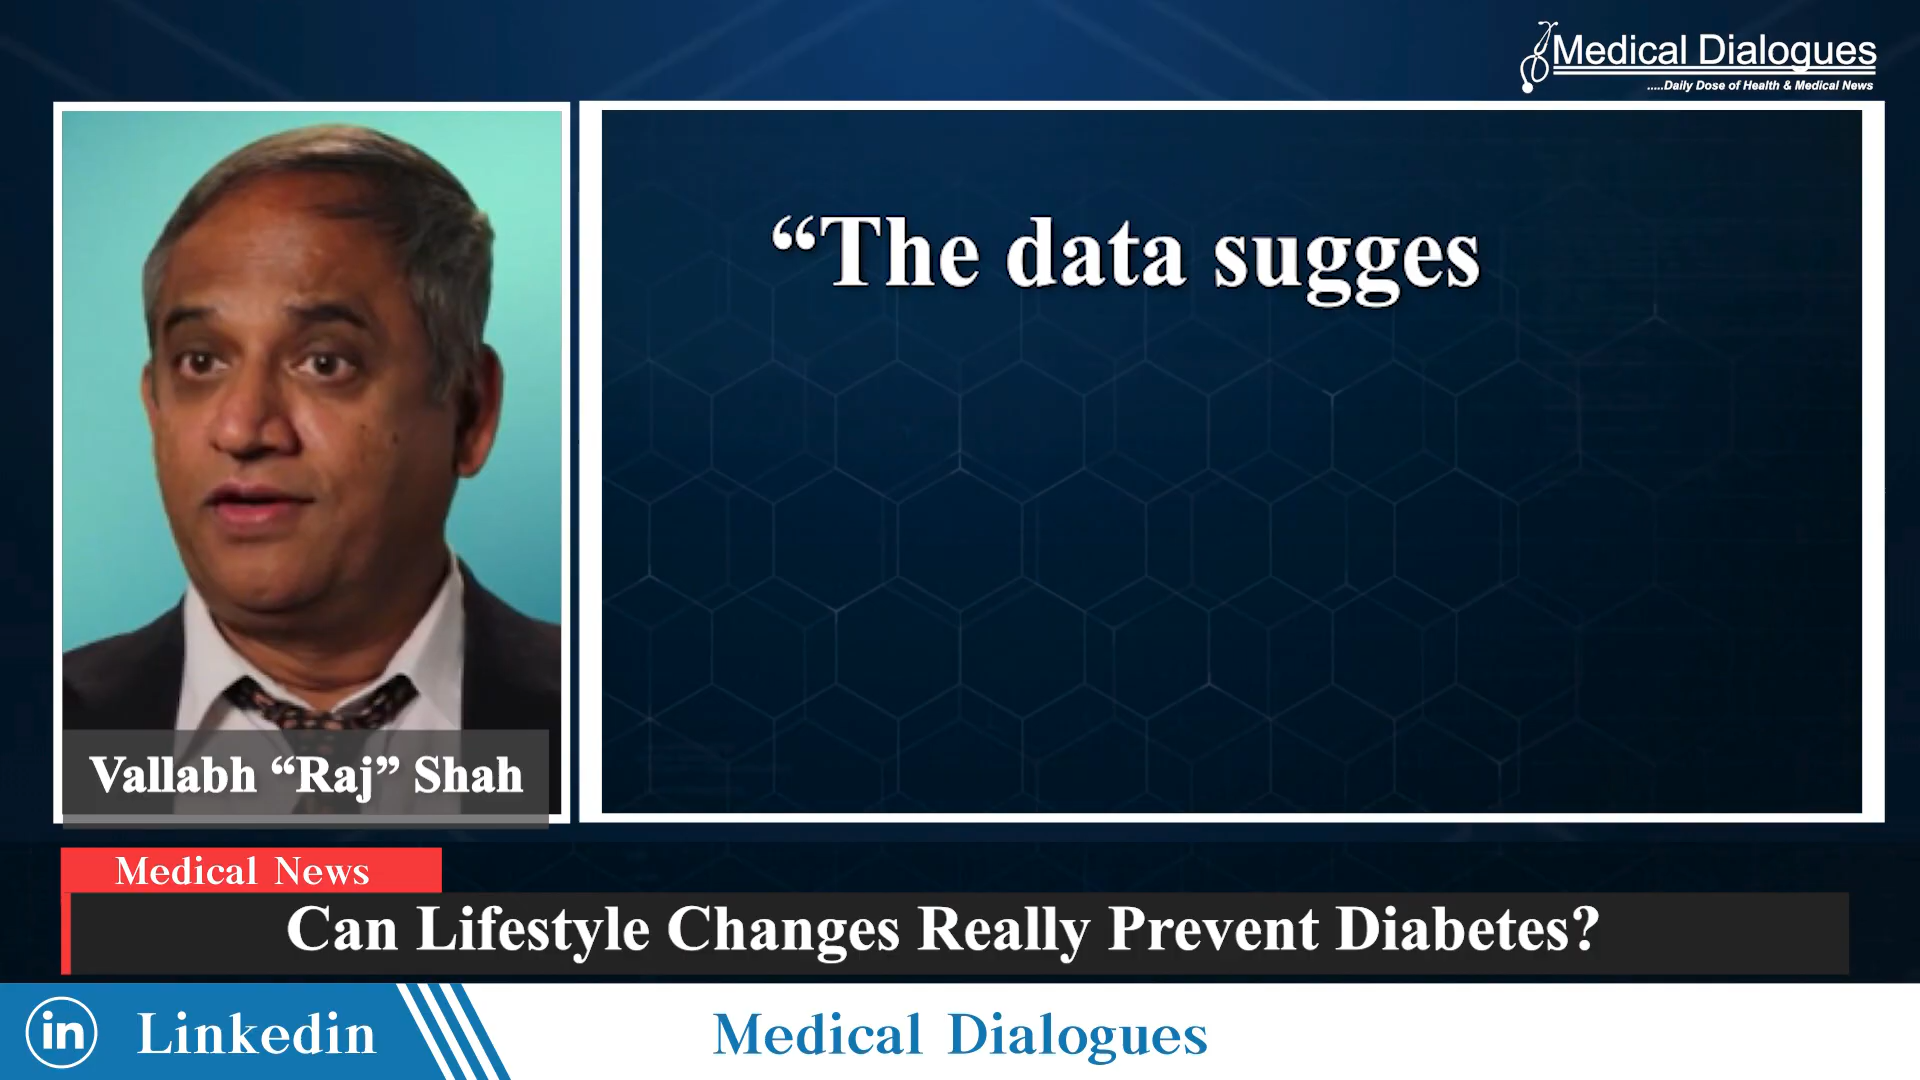 Medical Dialogues
.....Daily Dose of Health & Medical News
“The data sugges
Vallabh “Raj” Shah
Medical News
Can Lifestyle Changes Really Prevent Diabetes?
in Linkedin
Medical Dialogues